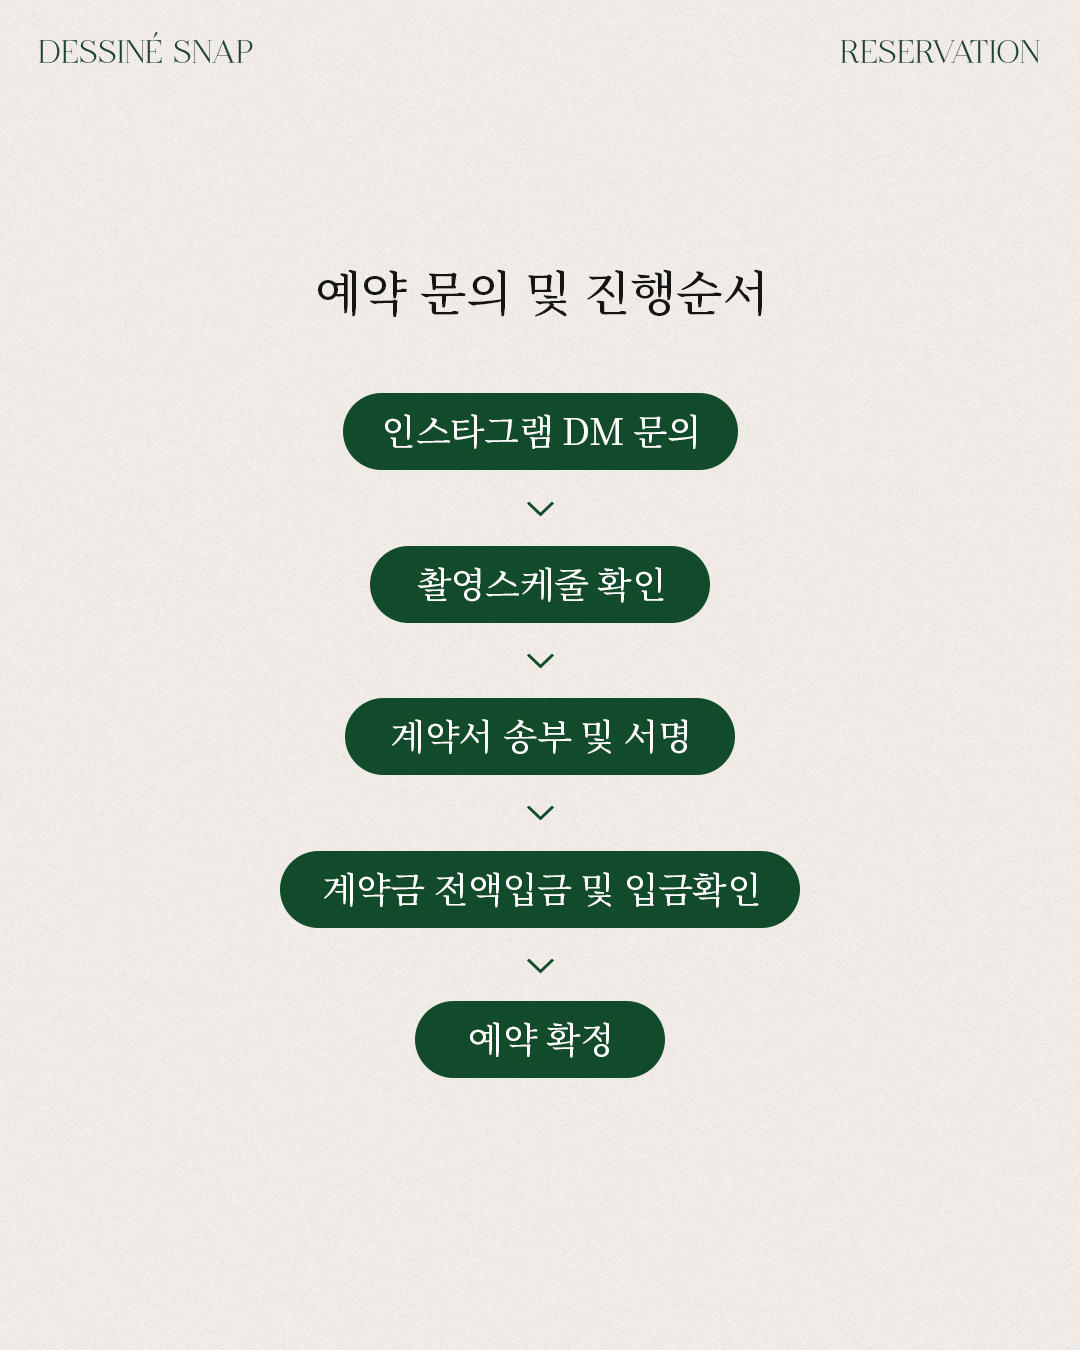 DESSINÉ SNAP
RESERVATION
예약 문의 및 진행순서
인스타그램 DM 문의
촬영스케줄 확인
계약서 송부 및 서명
계약금 전액입금 및 입금확인
예약 확정